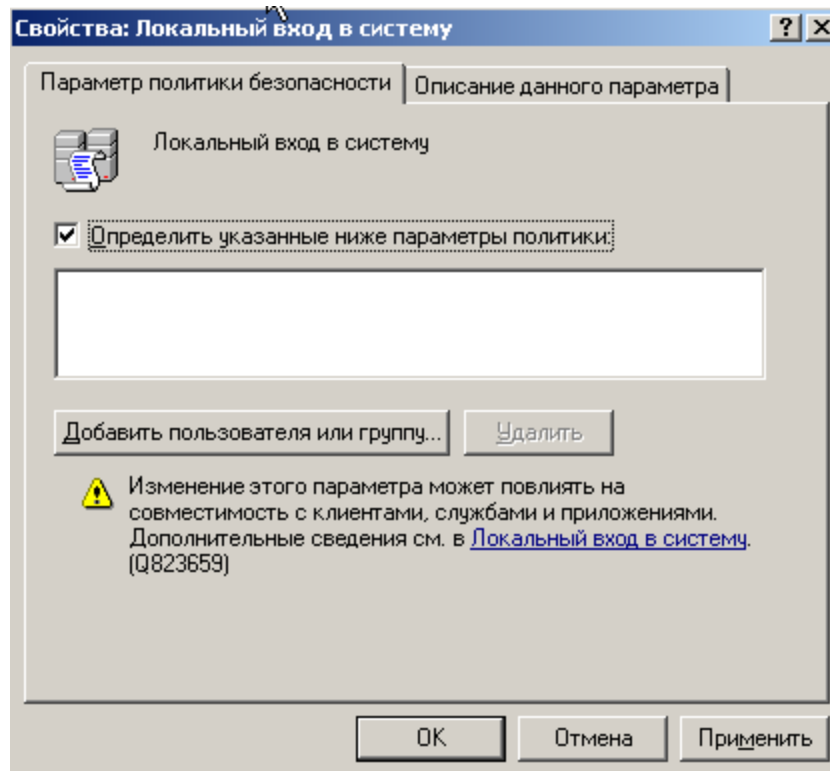 Свойства: Локальный вход в систему
Параметр политики безопасности
Описание данного параметра
Локальный вход в систему
Определить указанные ниже параметры политики:
Добавить пользователя или группу...
Удалить
Изменение этого параметра может повлиять на
совместимость с клиентами, службами и приложениями.
Дополнительные сведения см. в Локальный вход в систему.
(Q823659)
OK
Отмена
Применить